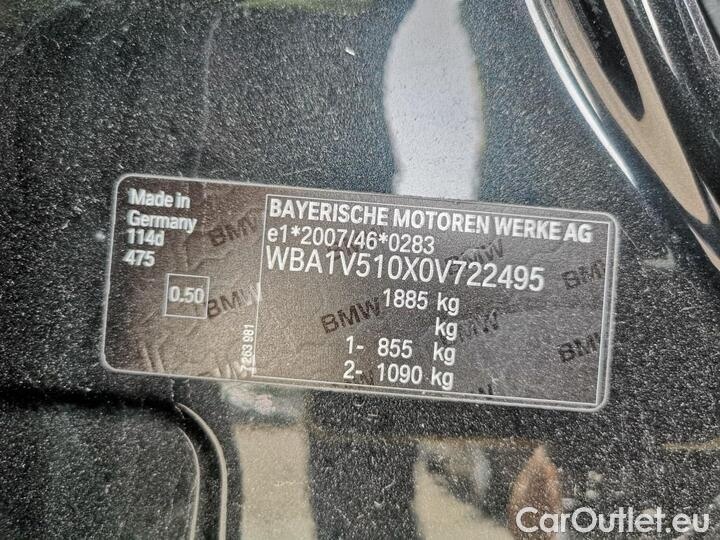 Made in
Germany
114d
475
0.50
7 263 981
BAYERISCHE MOTOREN WERKE AG
e1*2007/46*0283
WBA1V510X0V722495
1885 kg
kg
1- 855 kg
2- 1090 kg
BMW
BMW
BMW
BMW
BMW
CarOutlet.eu